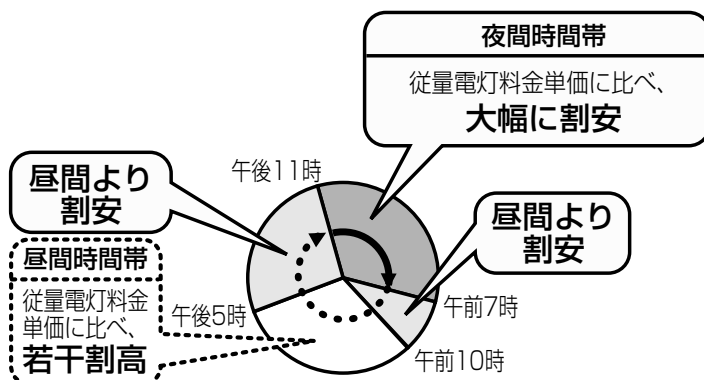 夜間時間帯
従量電灯料金単価に比べ、
大幅に割安
午後11時
昼間より
割安
昼間より
割安
昼間時間帯
従量電灯料金
単価に比べ、
若干割高
午後5時
午前7時
午前10時